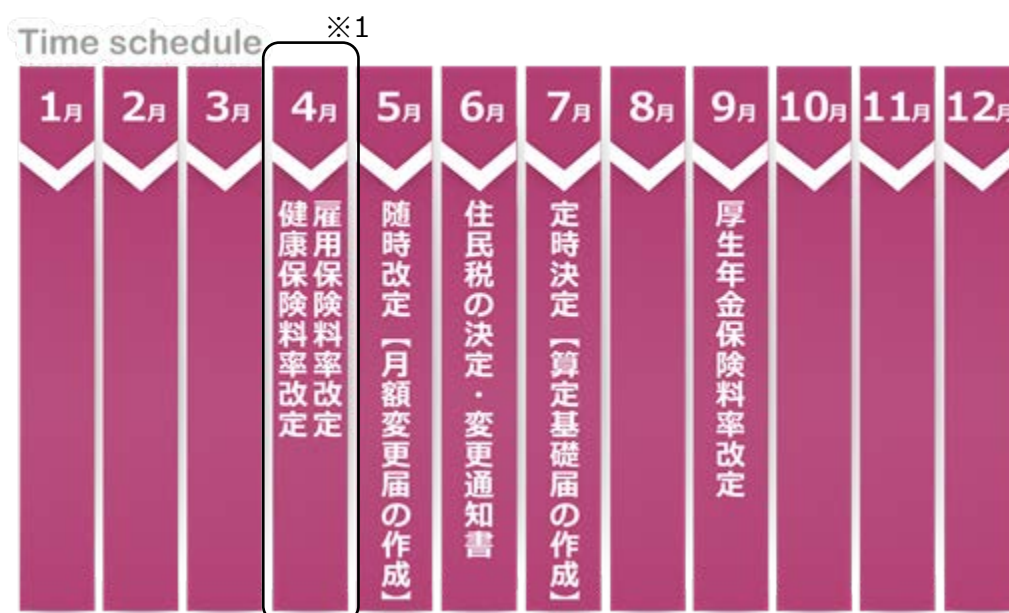 ※1
Time schedule
1月
2月
3月
4月
雇用保険料率改定
健康保険料率改定
5月
随時改定【月額変更届の作成】
6月
住民税の決定・変更通知書
7月
定時決定【算定基礎届の作成】
8月
9月
厚生年金保険料率改定
10月
11月
12月